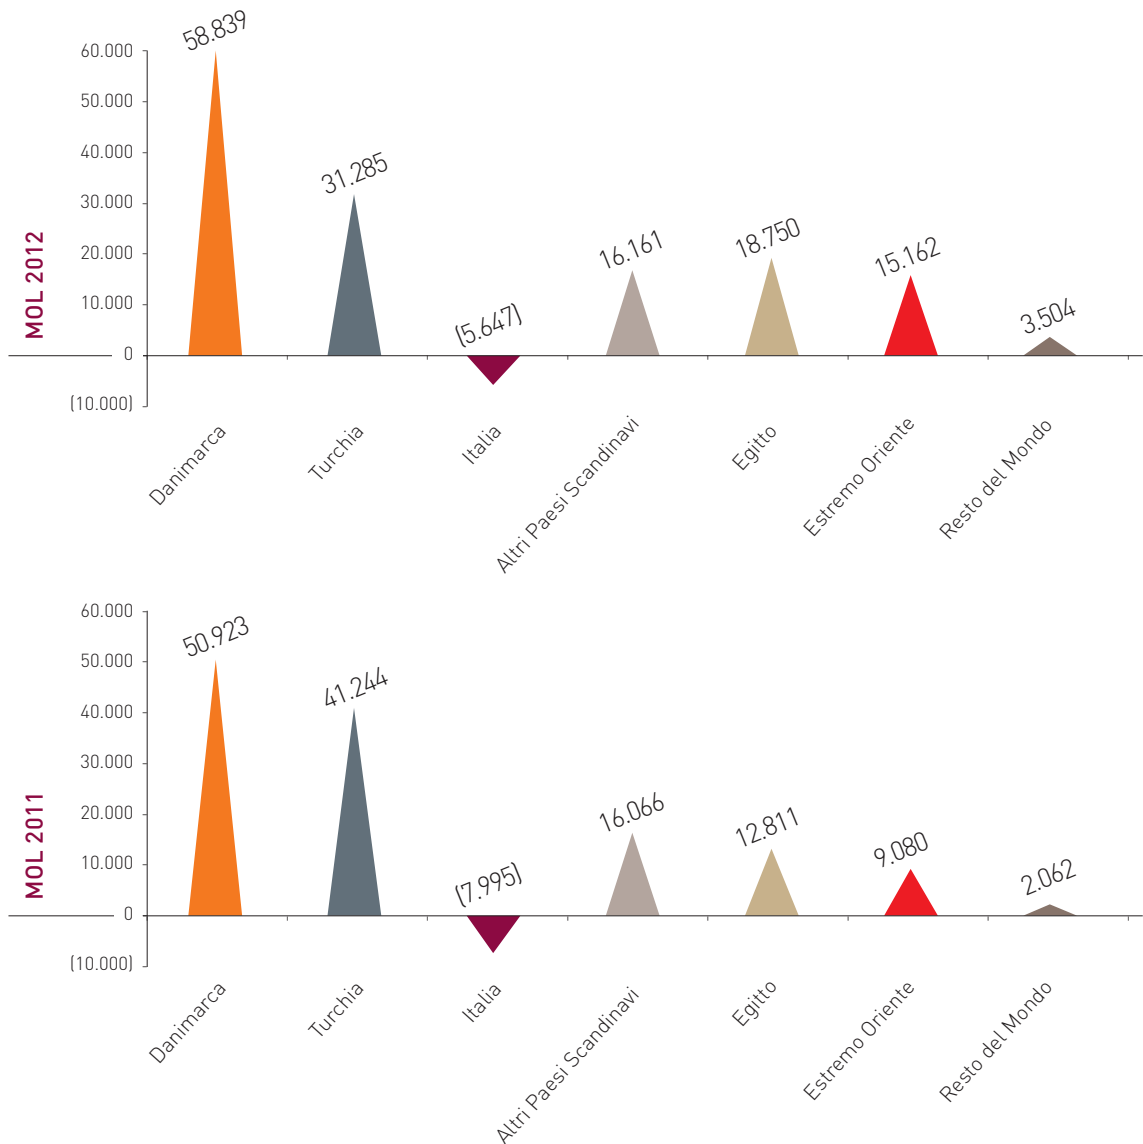 MOL 2012
60.000
50.000
40.000
30.000
20.000
10.000
0
(10.000)
58.839
31.285
(5.647)
16.161
18.750
15.162
3.504
Danimarca
Turchia
Italia
Altri Paesi Scandinavi
Egitto
Estremo Oriente
Resto del Mondo
MOL 2011
60.000
50.000
40.000
30.000
20.000
10.000
0
(10.000)
50.923
41.244
(7.995)
16.066
12.811
9.080
2.062
Danimarca
Turchia
Italia
Altri Paesi Scandinavi
Egitto
Estremo Oriente
Resto del Mondo